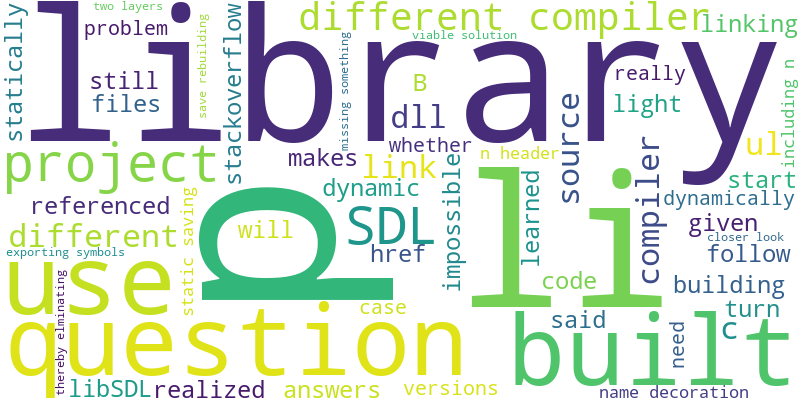 two layers
different compiler
linking
problem
save rebuilding
stackoverflow
viable solution
statically
library
still
files
missing something
B
dll
whether
really
light
source
including n
project
makes
link
n header
ul
compiler
start
referenced
dynamic
impossible
learned
dynamically
different
static saving
p
will
SDL
href
li
given
closer look
follow
exporting symbols
use
thereby elminating
code
building
question
case
said
built
turn
c
need
libSDL
realized
answers
versions
name decoration